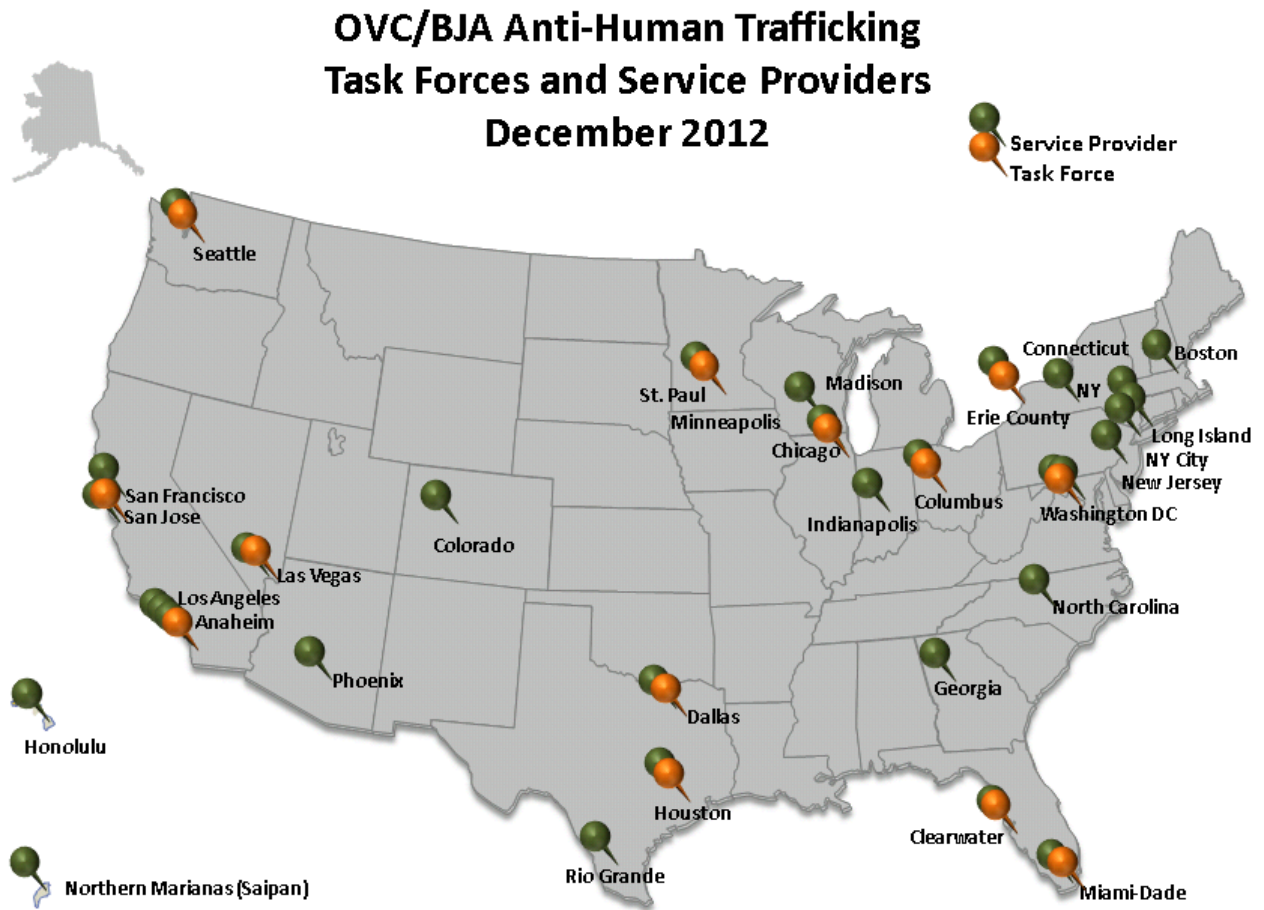 OVC/BJA Anti-Human Trafficking
Task Forces and Service Providers
December 2012
Service Provider
Task Force
Seattle
St. Paul
Minneapolis
Madison
Chicago
Connecticut
Boston
NY
Erie County
Long Island
NY City
New Jersey
Columbus
Washington DC
Indianapolis
San Francisco
San Jose
Colorado
Las Vegas
Los Angeles
Anaheim
North Carolina
Phoenix
Georgia
Dallas
Honolulu
Houston
Clearwater
Rio Grande
Northern Marianas (Saipan)
Miami-Dade